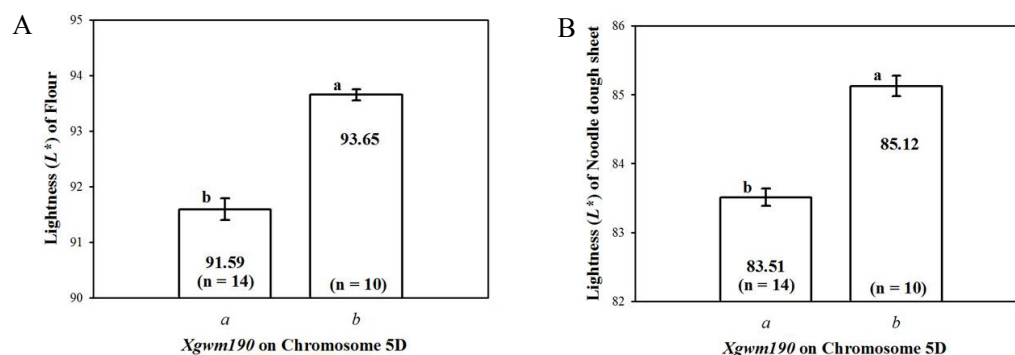 A
Lightness (L*) of Flour
95
94
93
92
91
90
b
91.59
(n = 14)
a
93.65
(n = 10)
a
b
Xgwm190 on Chromosome 5D
B
Lightness (L*) of Noodle dough sheet
86
85
84
83
82
b
83.51
(n = 14)
a
85.12
(n = 10)
a
b
Xgwm190 on Chromosome 5D